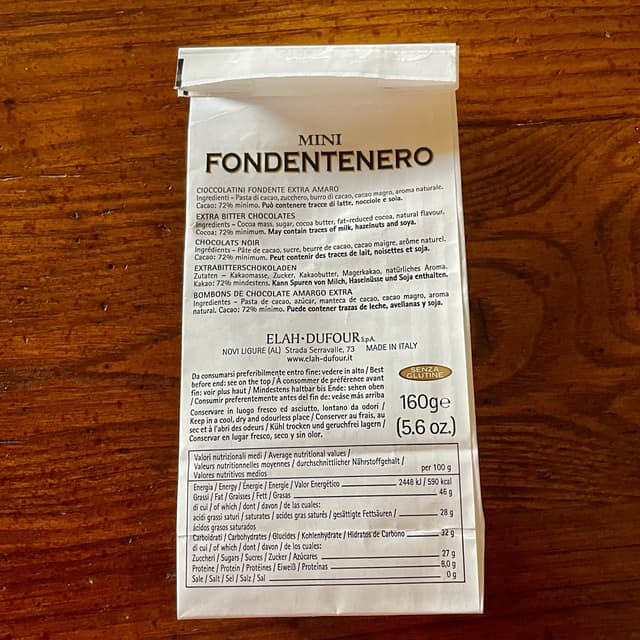 MINI
FONDENTENERO
CIOCCOLATINI FONDENTE EXTRA AMARO
Ingredienti – Pasta di cacao, zucchero, burro di cacao, cacao magro, aroma naturale.
Cacao: 72% minimo. Può contenere tracce di latte, nocciole e soia.
EXTRA BITTER CHOCOLATES
Ingredients – Cocoa mass, sugar, cocoa butter, fat-reduced cocoa, natural flavour.
Cocoa: 72% minimum. May contain traces of milk, hazelnuts and soya.
CHOCOLATS NOIR
Ingrédients – Pâte de cacao, sucre, beurre de cacao, cacao maigre, arôme naturel.
Cacao: 72% minimum. Peut contenir des traces de lait, noisettes et soja.
EXTRABITTERSCHOKOLADEN
Zutaten – Kakaomasse, Zucker, Kakaobutter, Magerkakao, natürliches Aroma.
Kakao: 72% mindestens. Kann Spuren von Milch, Haselnüsse und Soja enthalten.
BOMBONS DE CHOCOLATE AMARGO EXTRA
Ingredientes – Pasta de cacao, azúcar, manteca de cacao, cacao magro, aroma
natural. Cacao: 72% minimo. Puede contener trazas de leche, avellanas y soja.
ELAH•DUFOUR S.p.A.
NOVI LIGURE (AL) Strada Serravalle, 73 MADE IN ITALY
www.elah-dufour.it
Da consumarsi preferibilmente entro fine: vedere in alto / Best
before end: see on the top / À consommer de préférence avant
fin: voir plus haut / Mindestens haltbar bis Ende: sehen oben
/ Consumir preferentemente antes del fin de: veáse más arriba
Conservare in luogo fresco ed asciutto, lontano da odori /
Keep in a cool, dry and odourless place / Conserver au frais, au
sec et à l'abri des odeurs / Kühl trocken und geruchfrei lagern /
Conservar en lugar fresco, seco y sin olor.
SENZA
GLUTINE
160g℮
(5.6 oz.)
Valori nutrizionali medi / Average nutritional values /
Valeurs nutritionnelles moyennes / durchschnittlicher Nährstoffgehalt /
Valores nutritivos medios per 100 g
Energia / Energy / Énergie / Energie / Valor Energético 2448 kJ / 590 kcal
Grassi / Fat / Graisses / Fett / Grasas 46 g
di cui / of which / dont / davon / de las cuales:
acidi grassi saturi / saturates / acides gras saturés / gesättigte Fettsäuren /
ácidos grasos saturados 28 g
Carboidrati / Carbohydrates / Glucides / Kohlenhydrate / Hidratos de Carbono 32 g
di cui / of which / dont / davon / de los cuales:
Zuccheri / Sugars / Sucres / Zucker / Azúcares 27 g
Proteine / Protein / Protéines / Eiweiß / Proteinas 8,0 g
Sale / Salt / Sel / Salz / Sal 0 g